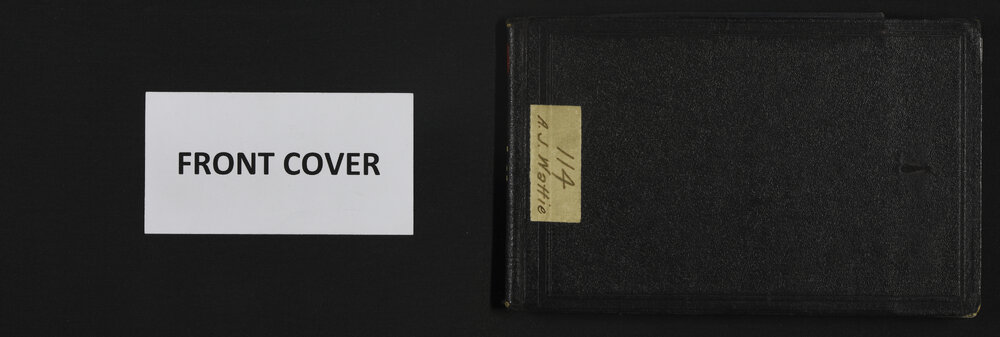 FRONT COVER
114
A. J. Wattie